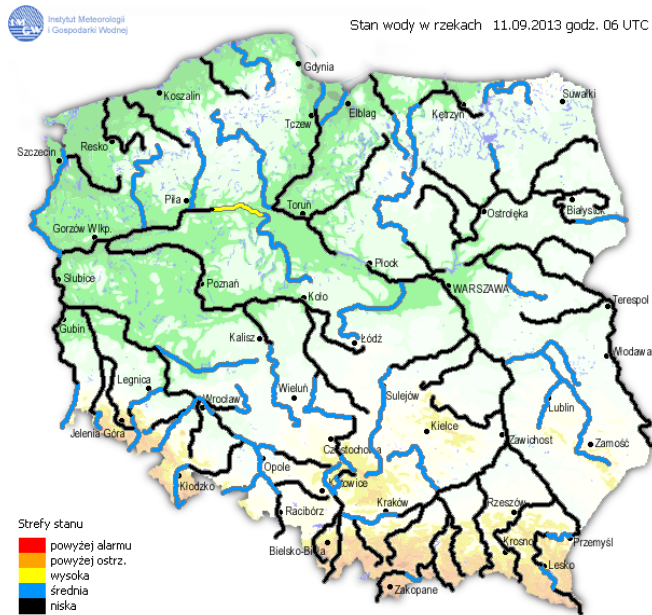 IMGW
Instytut Meteorologii
i Gospodarki Wodnej
Stan wody w rzekach 11.09.2013 godz. 06 UTC
Gdynia
Koszalin
Suwałki
Elbląg
Kętrzyn
Tczew
Resko
Szczecin
Piła
Toruń
Ostrołęka
Białystok
Gorzów Wlkp.
Płock
Słubice
Poznań
WARSZAWA
Koło
Terespol
Gubin
Kalisz
Łódź
Włodawa
Legnica
Wieluń
Sulejów
Wrocław
Lublin
Jelenia Góra
Kielce
Zawichost
Zamość
Częstochowa
Opole
Kłodzko
Katowice
Racibórz
Kraków
Rzeszów
Bielsko-Biała
Krosno
Przemyśl
Lesko
Zakopane
Strefy stanu
powyżej alarmu
powyżej ostrz.
wysoka
średnia
niska